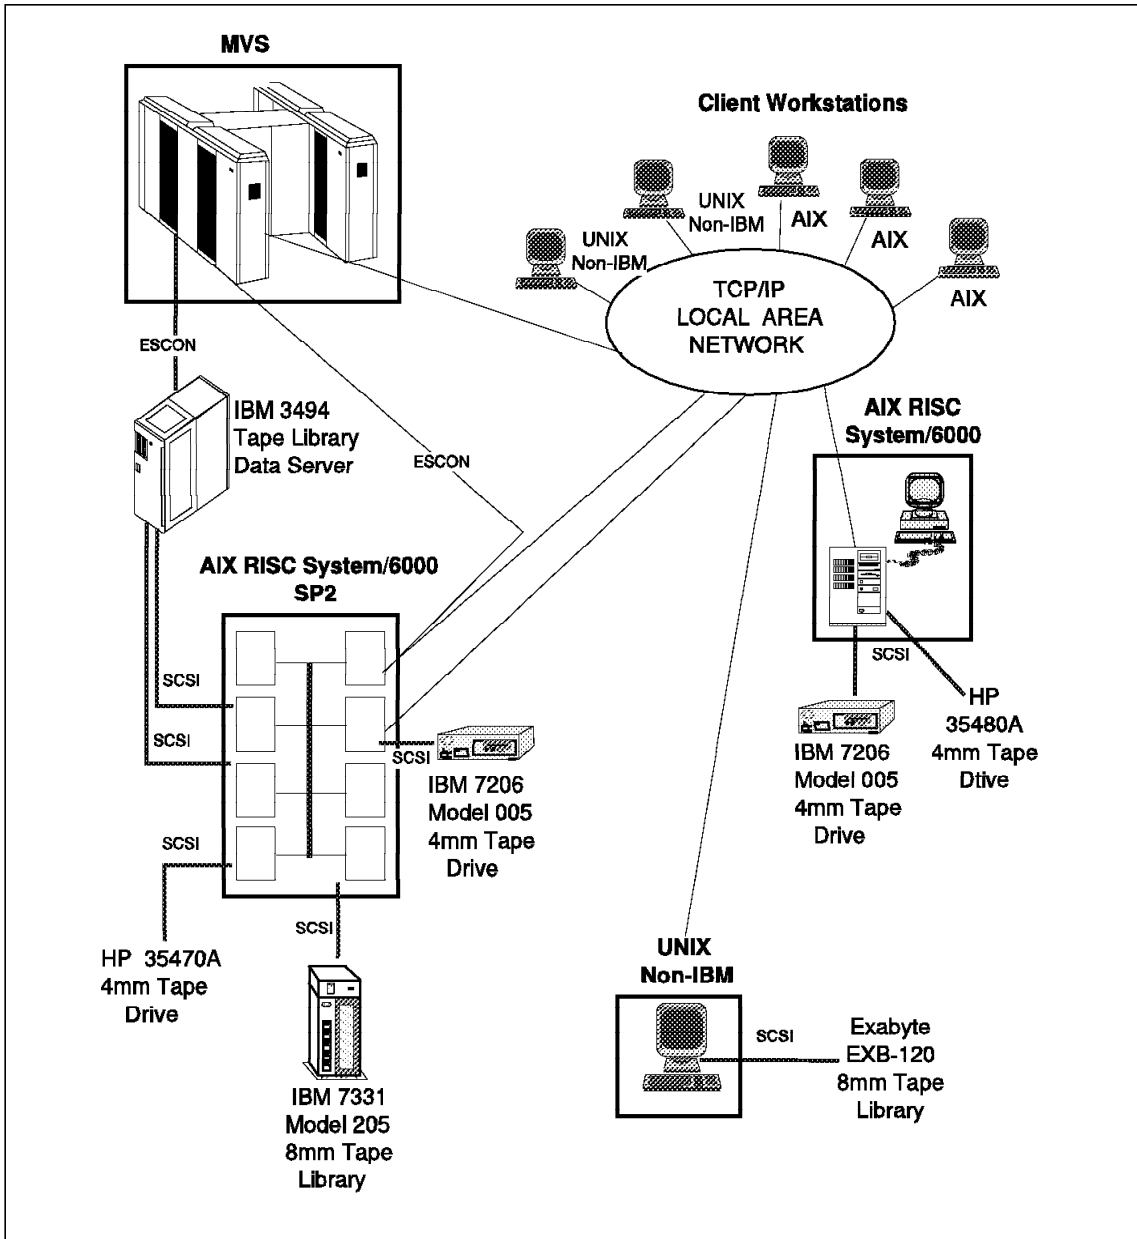 MVS
Client Workstations
UNIX
Non-IBM
AIX
AIX
UNIX
Non-IBM
AIX
TCP/IP
LOCAL AREA
NETWORK
ESCON
IBM 3494
Tape Library
Data Server
ESCON
AIX RISC
System/6000
AIX RISC System/6000
SP2
SCSI
SCSI
SCSI
IBM 7206
Model 005
4mm Tape
Drive
SCSI
SCSI
IBM 7206
Model 005
4mm Tape
Drive
HP
35480A
4mm Tape
Dtive
SCSI
HP 35470A
4mm Tape
Drive
SCSI
IBM 7331
Model 205
8mm Tape
Library
UNIX
Non-IBM
SCSI
Exabyte
EXB-120
8mm Tape
Library